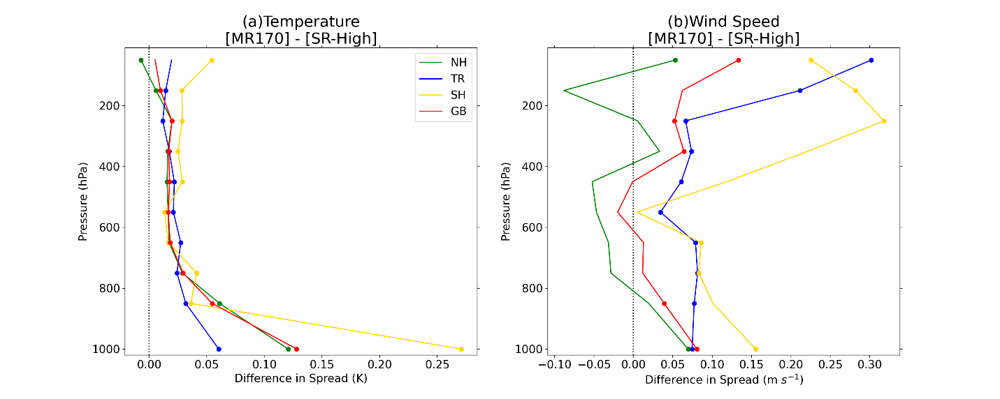 (a)Temperature
[MR170] - [SR-High]
NH
TR
SH
GB
200
400
600
800
1000
Pressure (hPa)
0.00
0.05
0.10
0.15
0.20
0.25
Difference in Spread (K)
(b)Wind Speed
[MR170] - [SR-High]
200
400
600
800
1000
Pressure (hPa)
−0.10
−0.05
0.00
0.05
0.10
0.15
0.20
0.25
0.30
Difference in Spread (m s⁻¹)